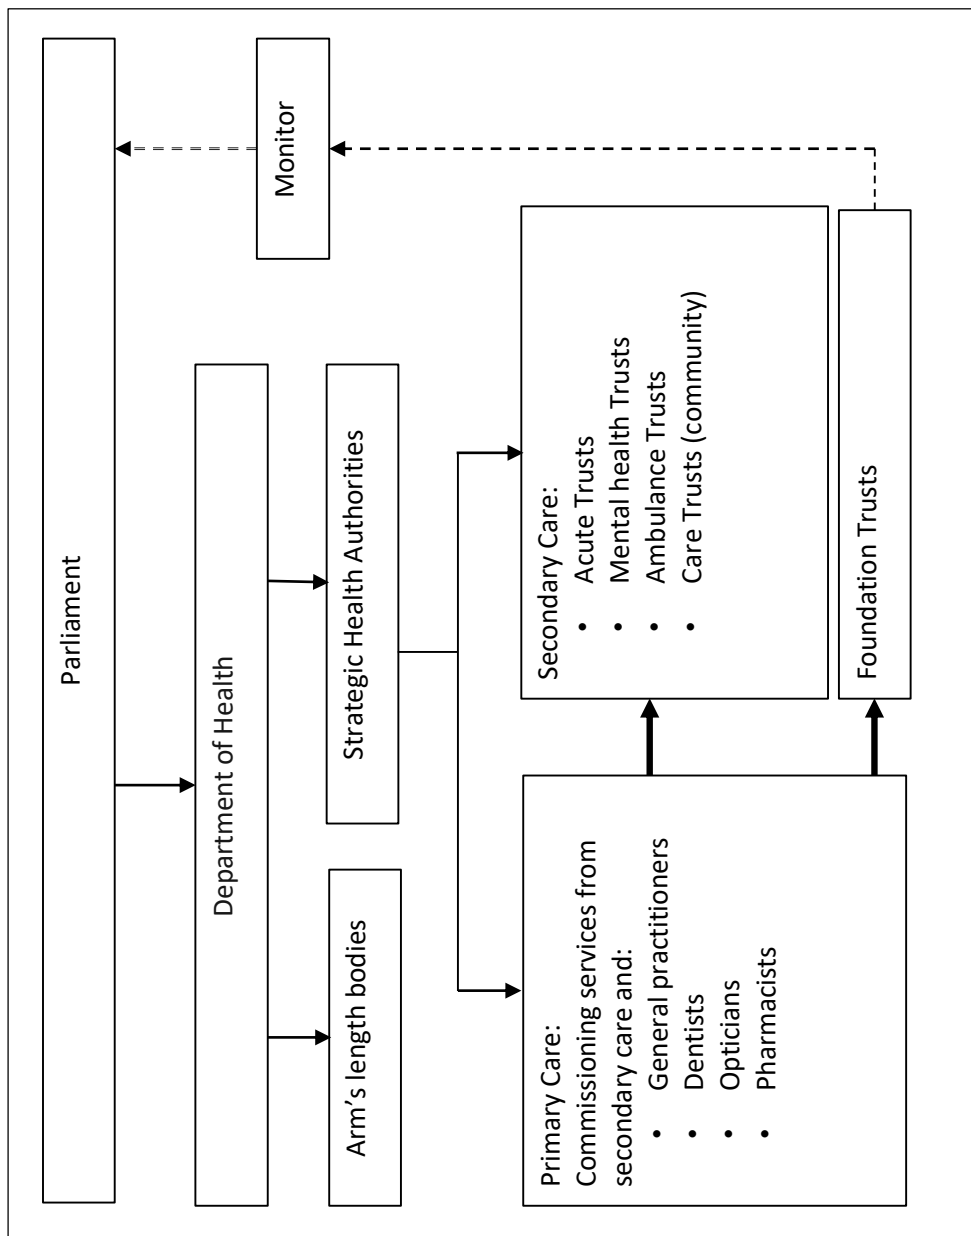 Parliament
Monitor
Department of Health
Arm’s length bodies
Strategic Health Authorities
Primary Care:
Commissioning services from
secondary care and:
• General practitioners
• Dentists
• Opticians
• Pharmacists
Secondary Care:
• Acute Trusts
• Mental health Trusts
• Ambulance Trusts
• Care Trusts (community)
Foundation Trusts